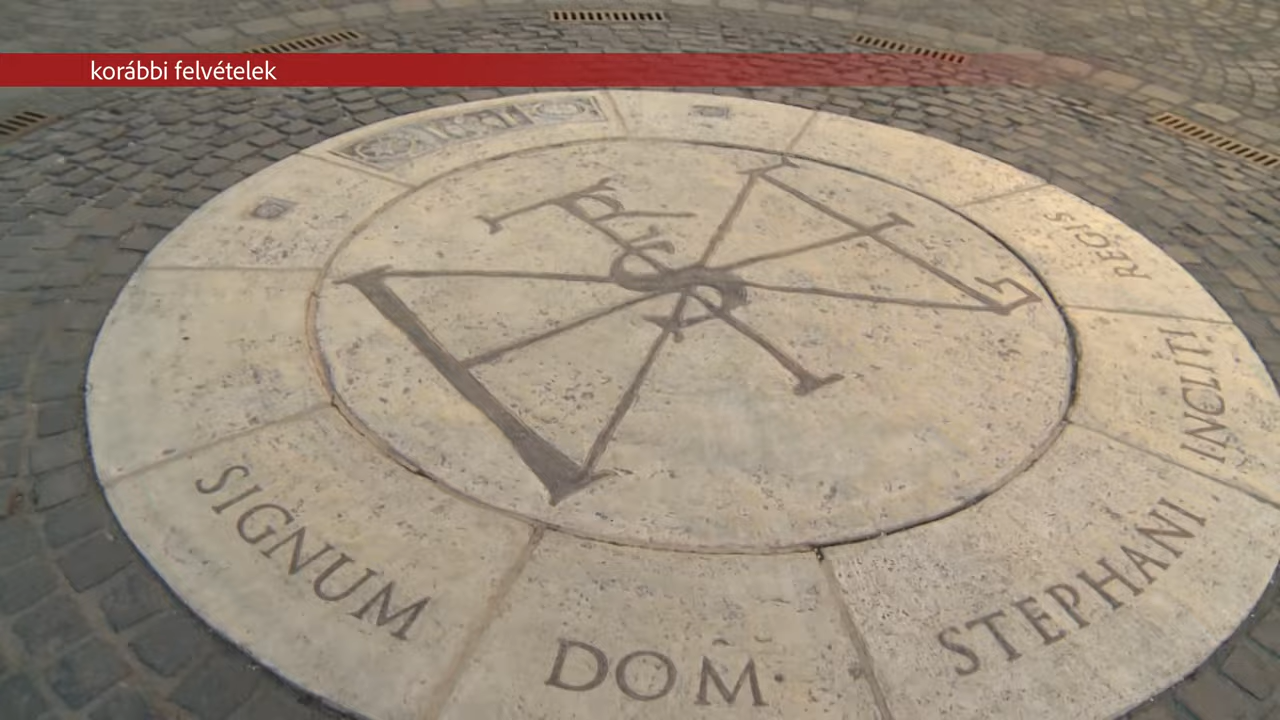 korábbi felvételek
SIGNUM
DOM
STEPHANI
INCLITI
REGIS